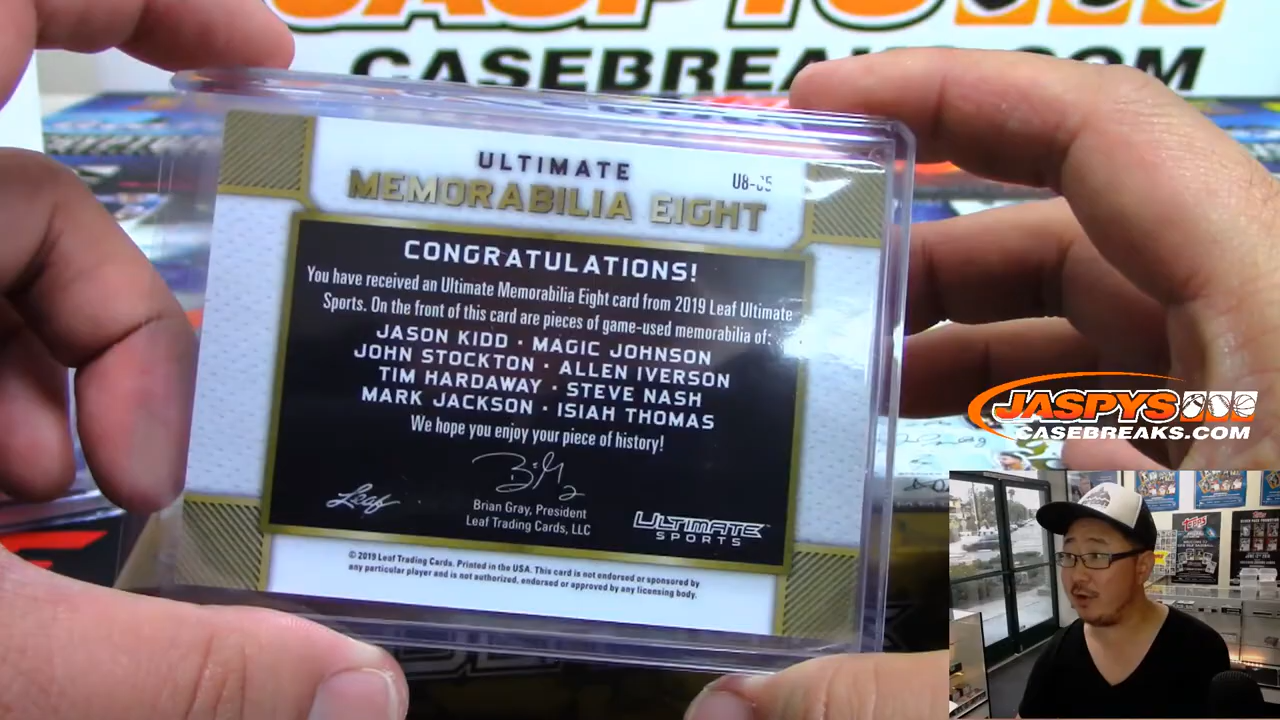 JASPYS
CASEBREAKS.COM
ULTIMATE
U8-05
MEMORABILIA EIGHT
CONGRATULATIONS!
You have received an Ultimate Memorabilia Eight card from 2019 Leaf Ultimate
Sports. On the front of this card are pieces of game-used memorabilia of:
JASON KIDD · MAGIC JOHNSON
JOHN STOCKTON · ALLEN IVERSON
TIM HARDAWAY · STEVE NASH
MARK JACKSON · ISIAH THOMAS
We hope you enjoy your piece of history!
Brian Gray, President
Leaf Trading Cards, LLC
Leaf
ULTIMATE
SPORTS
© 2019 Leaf Trading Cards. Printed in the USA. This card is not endorsed or sponsored by
any particular player and is not authorized, endorsed or approved by any licensing body.
JASPYS
CASEBREAKS.COM
topps